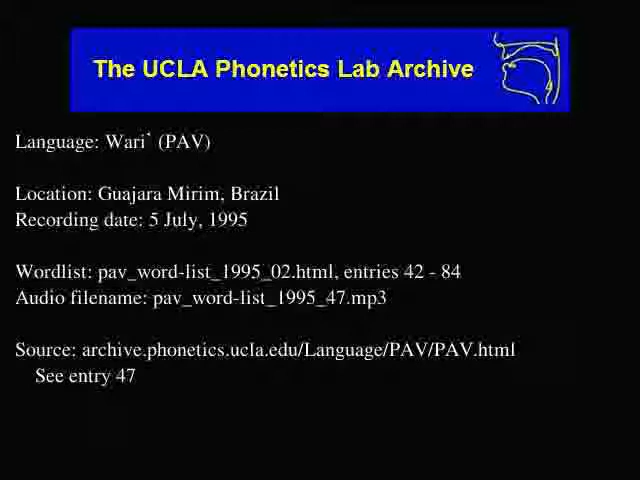 The UCLA Phonetics Lab Archive
Language: Wari` (PAV)
Location: Guajara Mirim, Brazil
Recording date: 5 July, 1995
Wordlist: pav_word-list_1995_02.html, entries 42 - 84
Audio filename: pav_word-list_1995_47.mp3
Source: archive.phonetics.ucla.edu/Language/PAV/PAV.html
See entry 47